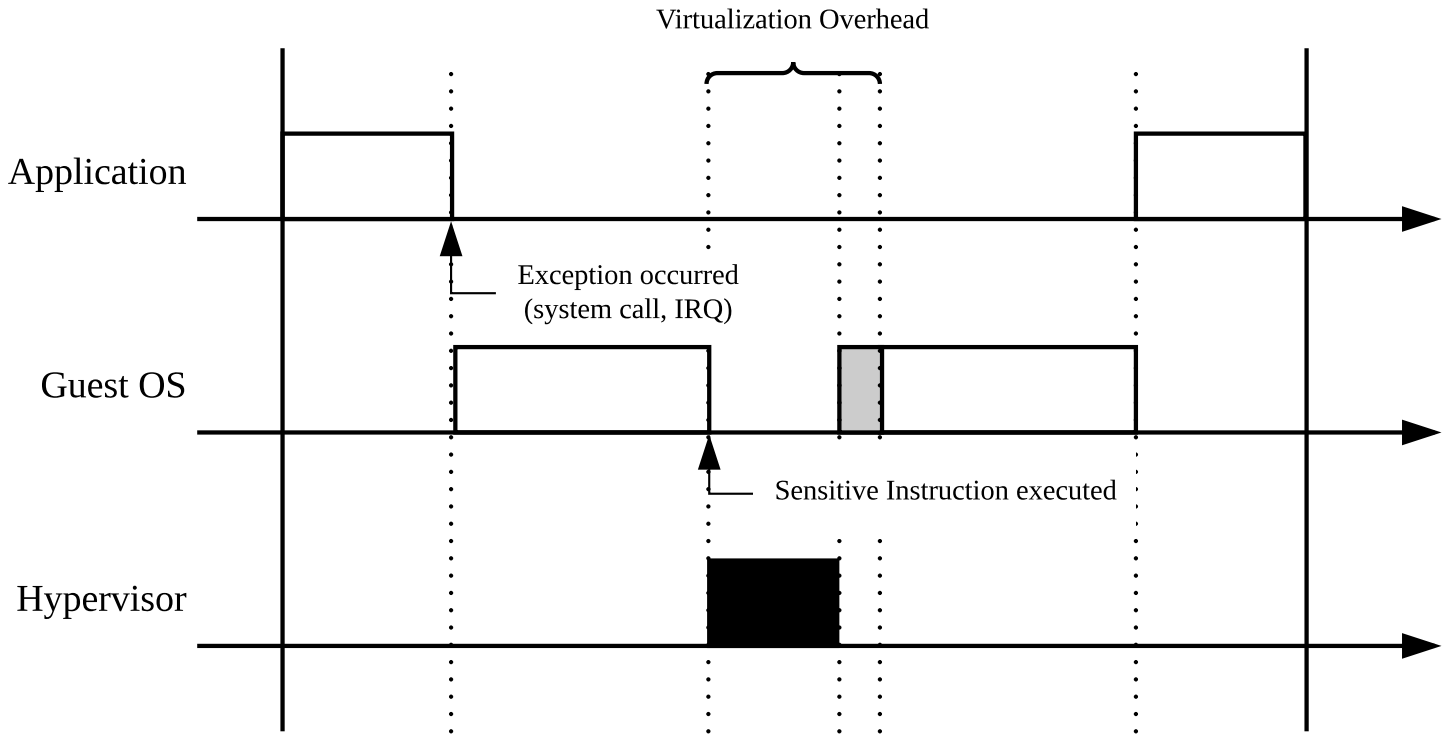 Virtualization Overhead
Application
Exception occurred
(system call, IRQ)
Guest OS
Sensitive Instruction executed
Hypervisor